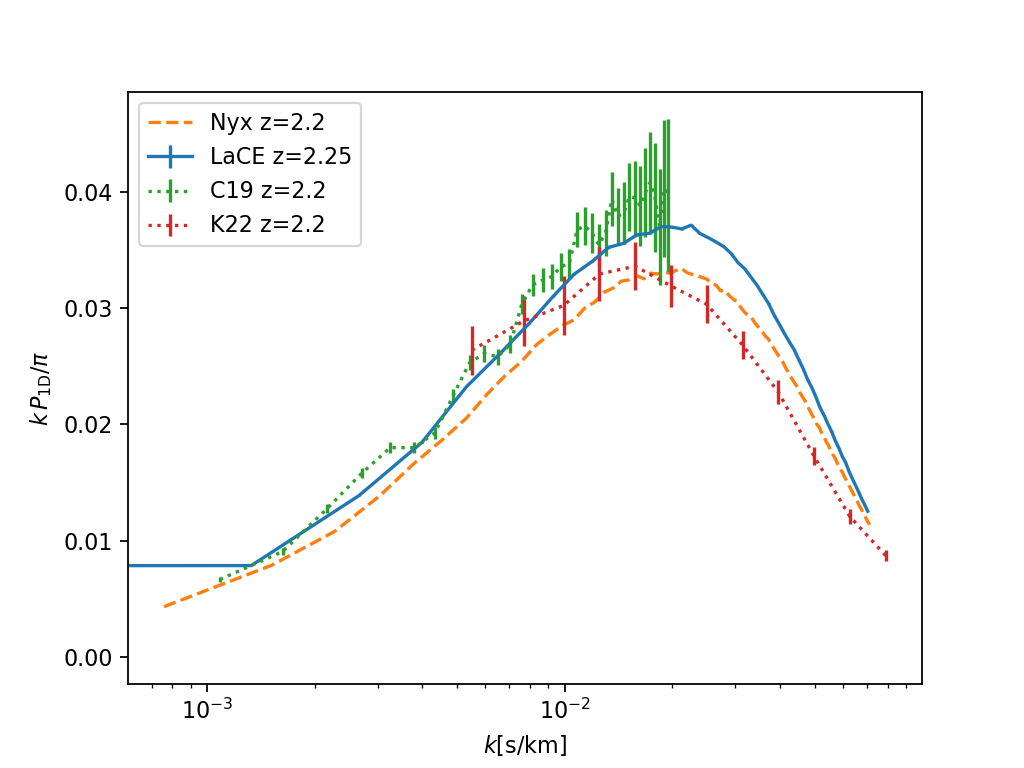 Nyx z=2.2
LaCE z=2.25
C19 z=2.2
K22 z=2.2
0.04
0.03
0.02
0.01
0.00
k P₁D/π
10⁻³
10⁻²
k[s/km]